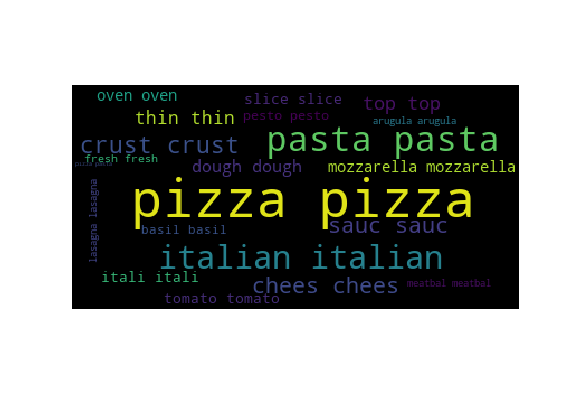 oven oven
slice slice
top top
thin thin
pesto pesto
arugula arugula
crust crust
pasta pasta
fresh fresh
dough dough
mozzarella mozzarella
pizza pizza
lasagna lasagna
basil basil
sauc sauc
italian italian
itali itali
chees chees
meatbal meatbal
tomato tomato